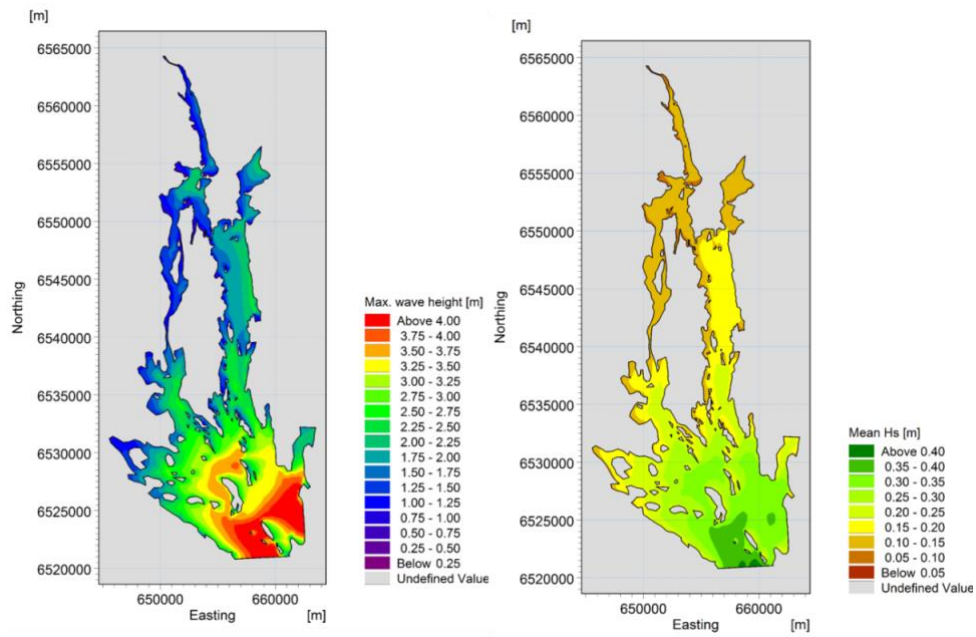 [m]
6565000
6560000
6555000
6550000
6545000
6540000
6535000
6530000
6525000
6520000
Northing
650000
660000
[m]
Easting
Max. wave height [m]
Above 4.00
3.75 - 4.00
3.50 - 3.75
3.25 - 3.50
3.00 - 3.25
2.75 - 3.00
2.50 - 2.75
2.25 - 2.50
2.00 - 2.25
1.75 - 2.00
1.50 - 1.75
1.25 - 1.50
1.00 - 1.25
0.75 - 1.00
0.50 - 0.75
0.25 - 0.50
Below 0.25
Undefined Value
[m]
6565000
6560000
6555000
6550000
6545000
6540000
6535000
6530000
6525000
6520000
Northing
650000
660000
Easting
[m]
Mean Hs [m]
Above 0.40
0.35 - 0.40
0.30 - 0.35
0.25 - 0.30
0.20 - 0.25
0.15 - 0.20
0.10 - 0.15
0.05 - 0.10
Below 0.05
Undefined Value